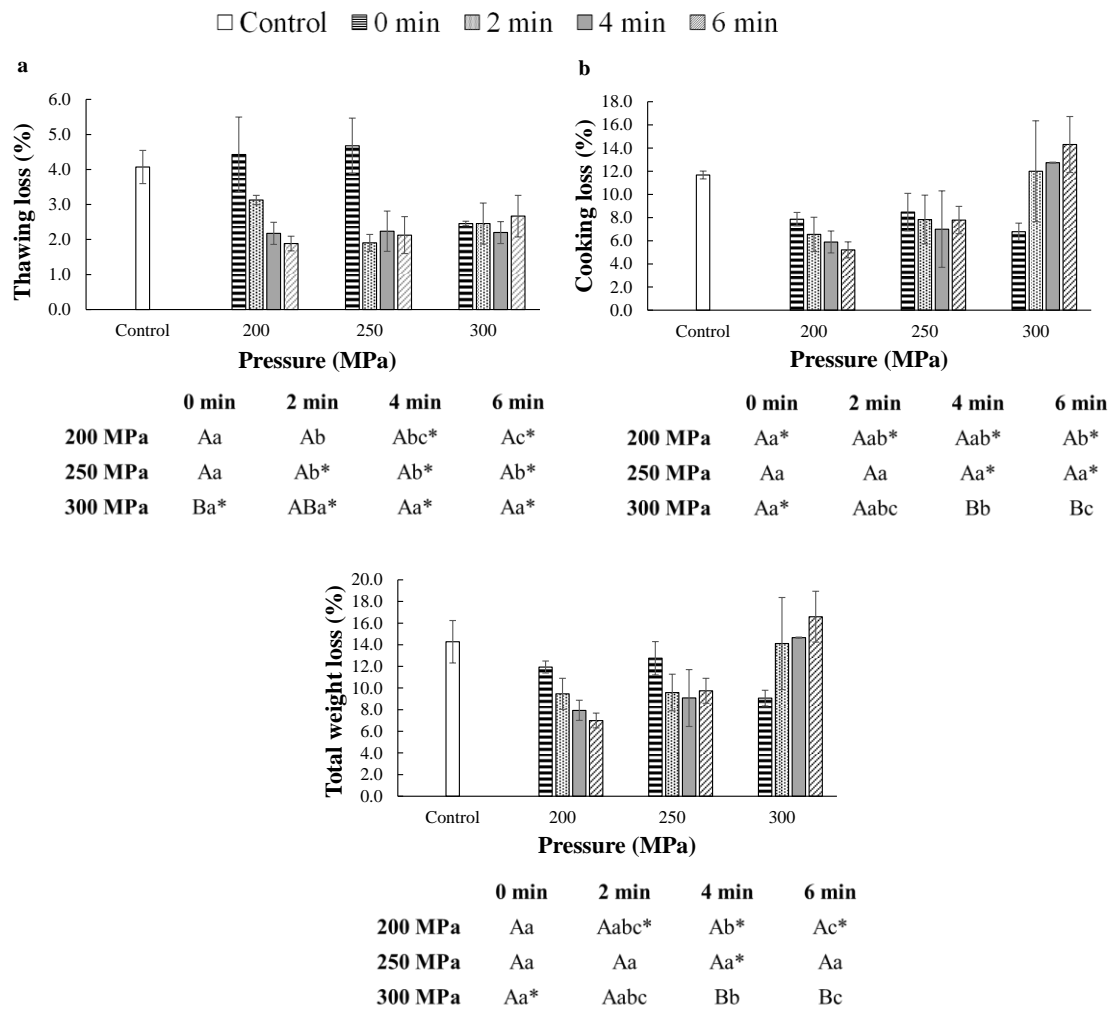 Control 0 min 2 min 4 min 6 min
a
Thawing loss (%)
6.0
5.0
4.0
3.0
2.0
1.0
0.0
Control 200 250 300
Pressure (MPa)
0 min 2 min 4 min 6 min
200 MPa Aa Ab Abc* Ac*
250 MPa Aa Ab* Ab* Ab*
300 MPa Ba* ABa* Aa* Aa*
b
Cooking loss (%)
18.0
16.0
14.0
12.0
10.0
8.0
6.0
4.0
2.0
0.0
Control 200 250 300
Pressure (MPa)
0 min 2 min 4 min 6 min
200 MPa Aa* Aab* Aab* Ab*
250 MPa Aa Aa Aa* Aa*
300 MPa Aa* Aabc Bb Bc
Total weight loss (%)
20.0
18.0
16.0
14.0
12.0
10.0
8.0
6.0
4.0
2.0
0.0
Control 200 250 300
Pressure (MPa)
0 min 2 min 4 min 6 min
200 MPa Aa Aabc* Ab* Ac*
250 MPa Aa Aa Aa* Aa
300 MPa Aa* Aabc Bb Bc